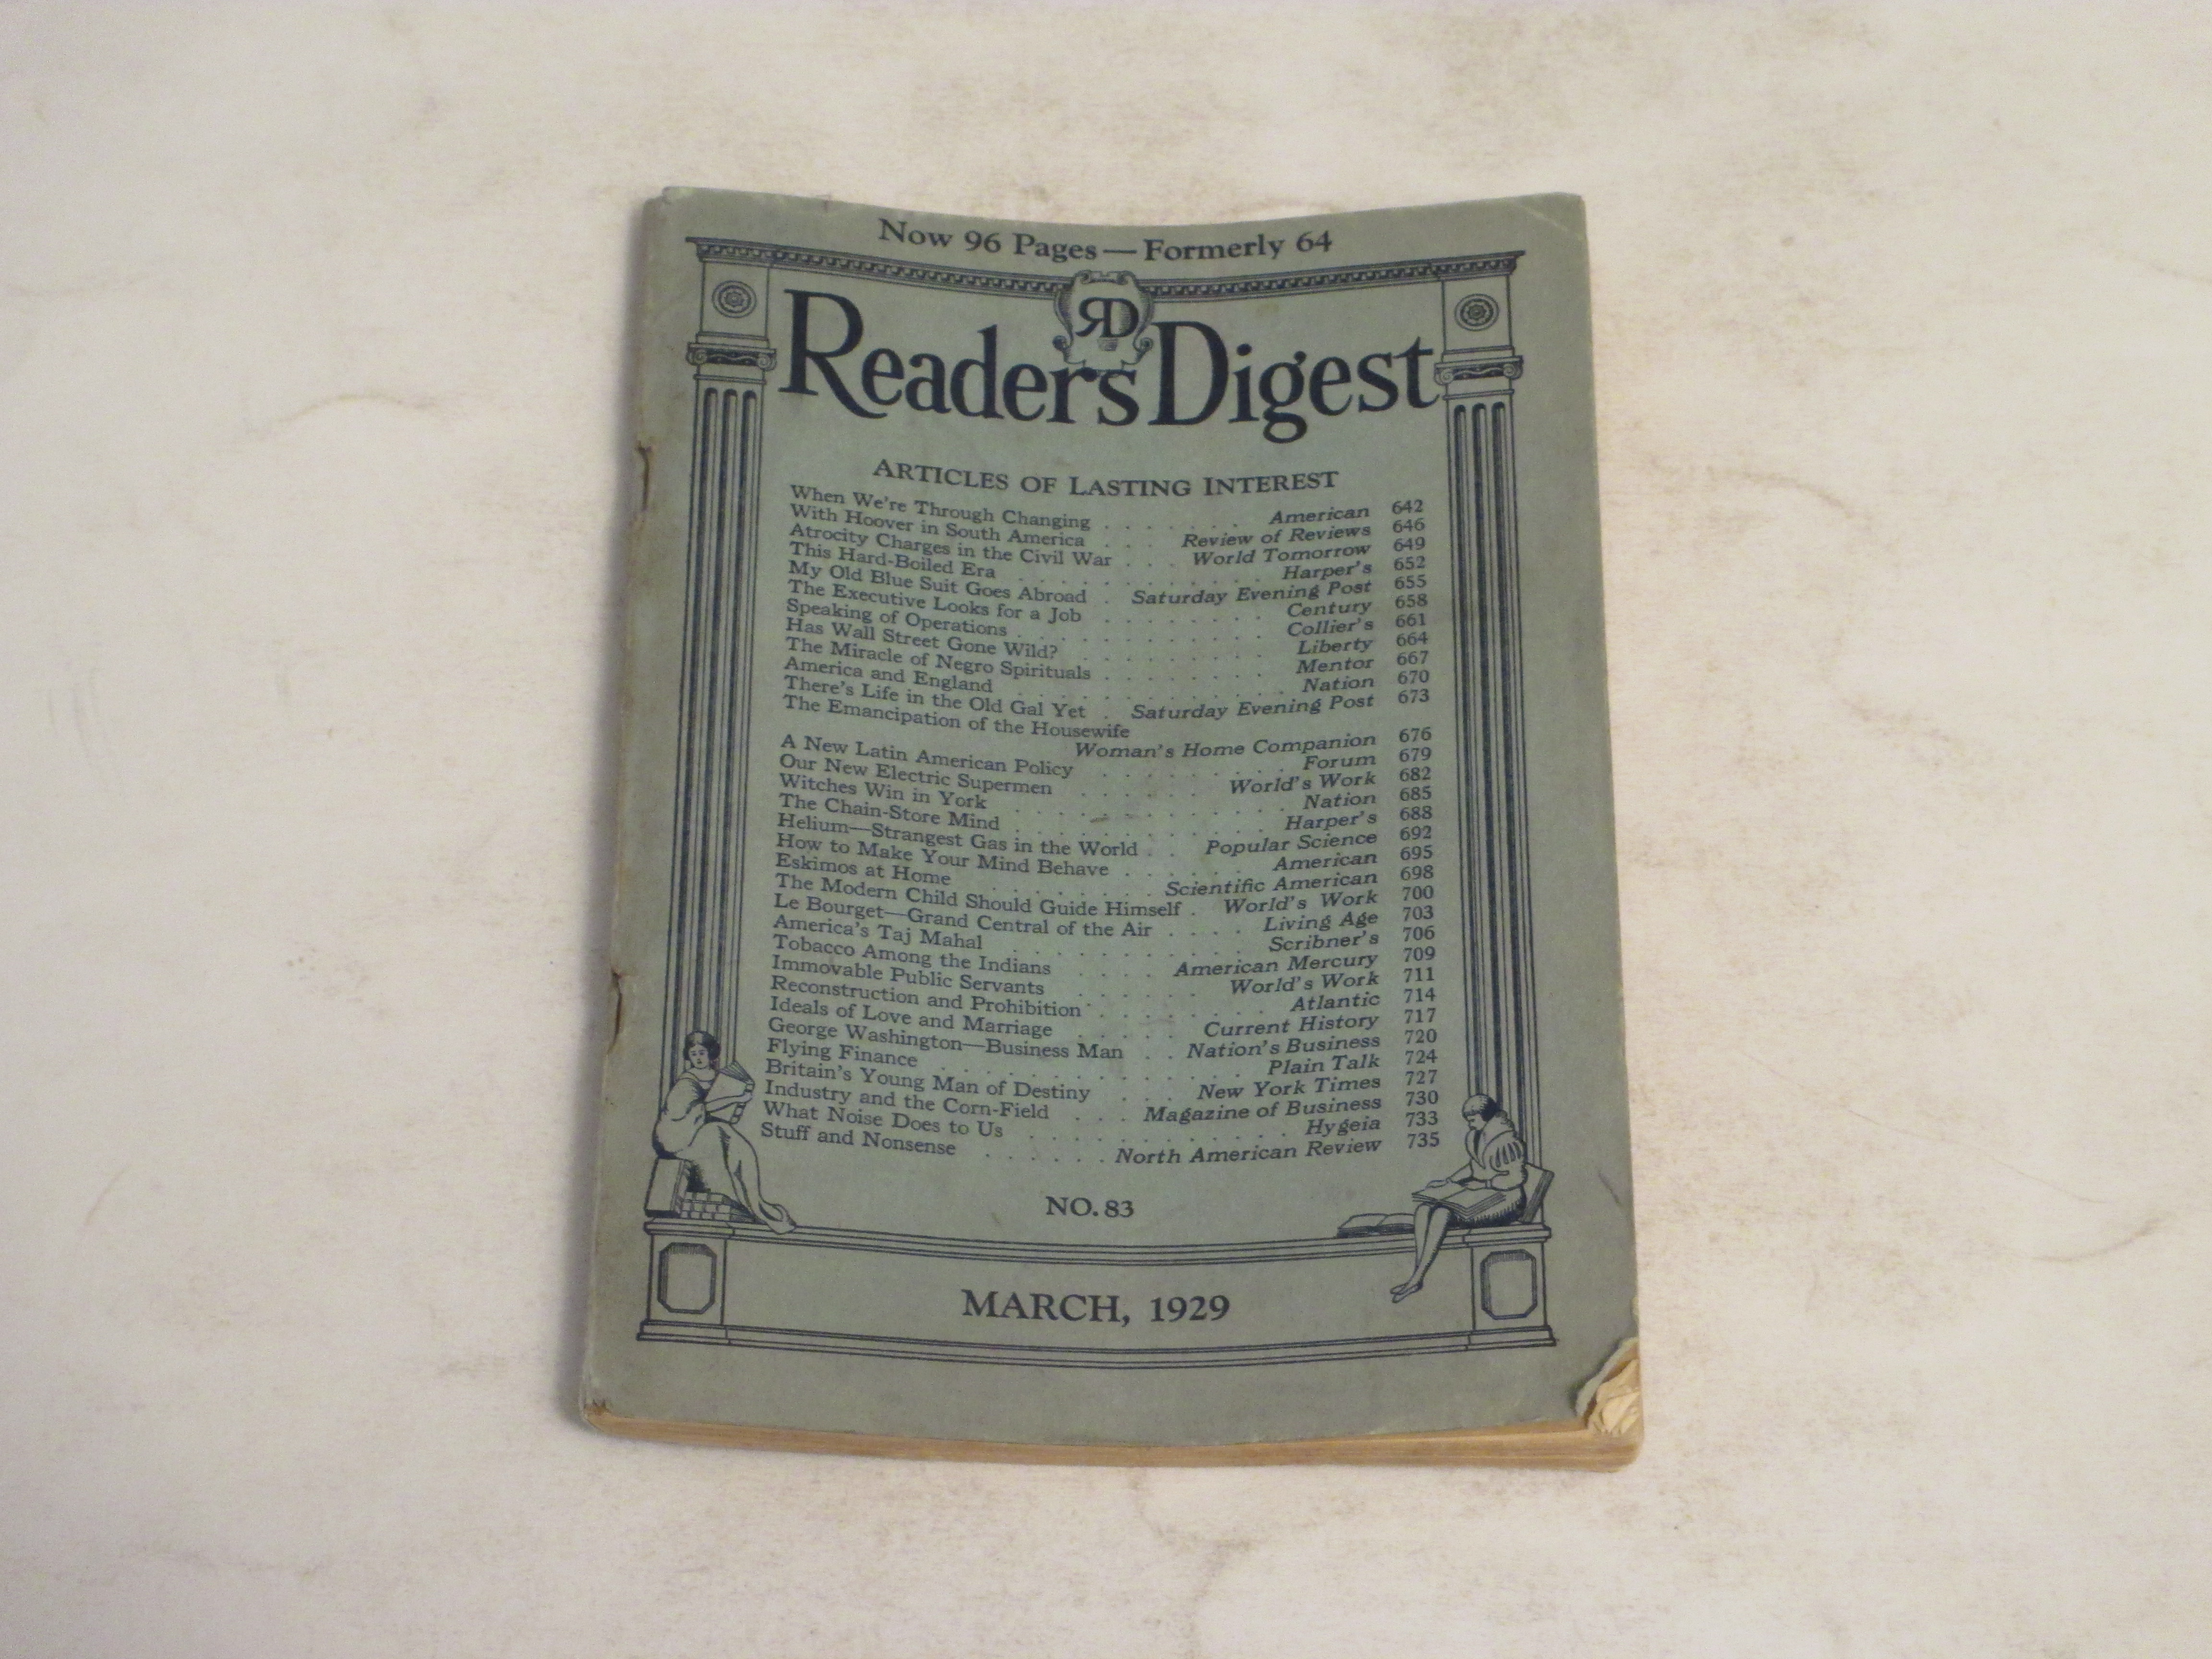 Now 96 Pages — Formerly 64
RD
Readers Digest
ARTICLES OF LASTING INTEREST
When We're Through Changing . . . . . . . American 642
With Hoover in South America . . . Review of Reviews 646
Atrocity Charges in the Civil War . . . World Tomorrow 649
This Hard-Boiled Era . . . . . . . . . . . . . Harper's 652
My Old Blue Suit Goes Abroad . Saturday Evening Post 655
The Executive Looks for a Job . . . . . . . . Century 658
Speaking of Operations . . . . . . . . . . . . Collier's 661
Has Wall Street Gone Wild? . . . . . . . . . Liberty 664
The Miracle of Negro Spirituals . . . . . . . . Mentor 667
America and England . . . . . . . . . . . . . Nation 670
There's Life in the Old Gal Yet . Saturday Evening Post 673
The Emancipation of the Housewife
Woman's Home Companion 676
A New Latin American Policy . . . . . . . . . Forum 679
Our New Electric Supermen . . . . . . World's Work 682
Witches Win in York . . . . . . . . . . . . . Nation 685
The Chain-Store Mind . . . . . . . . . . . . Harper's 688
Helium—Strangest Gas in the World . . Popular Science 692
How to Make Your Mind Behave . . . . . . American 695
Eskimos at Home . . . . . . . . . Scientific American 698
The Modern Child Should Guide Himself . World's Work 700
Le Bourget—Grand Central of the Air . . . . Living Age 703
America's Taj Mahal . . . . . . . . . . . . Scribner's 706
Tobacco Among the Indians . . . . American Mercury 709
Immovable Public Servants . . . . . . World's Work 711
Reconstruction and Prohibition . . . . . . . . Atlantic 714
Ideals of Love and Marriage . . . . . Current History 717
George Washington—Business Man . . Nation's Business 720
Flying Finance . . . . . . . . . . . . . . . Plain Talk 724
Britain's Young Man of Destiny . . . New York Times 727
Industry and the Corn-Field . . . Magazine of Business 730
What Noise Does to Us . . . . . . . . . . . . Hygeia 733
Stuff and Nonsense . . . . . . North American Review 735
NO. 83
MARCH, 1929